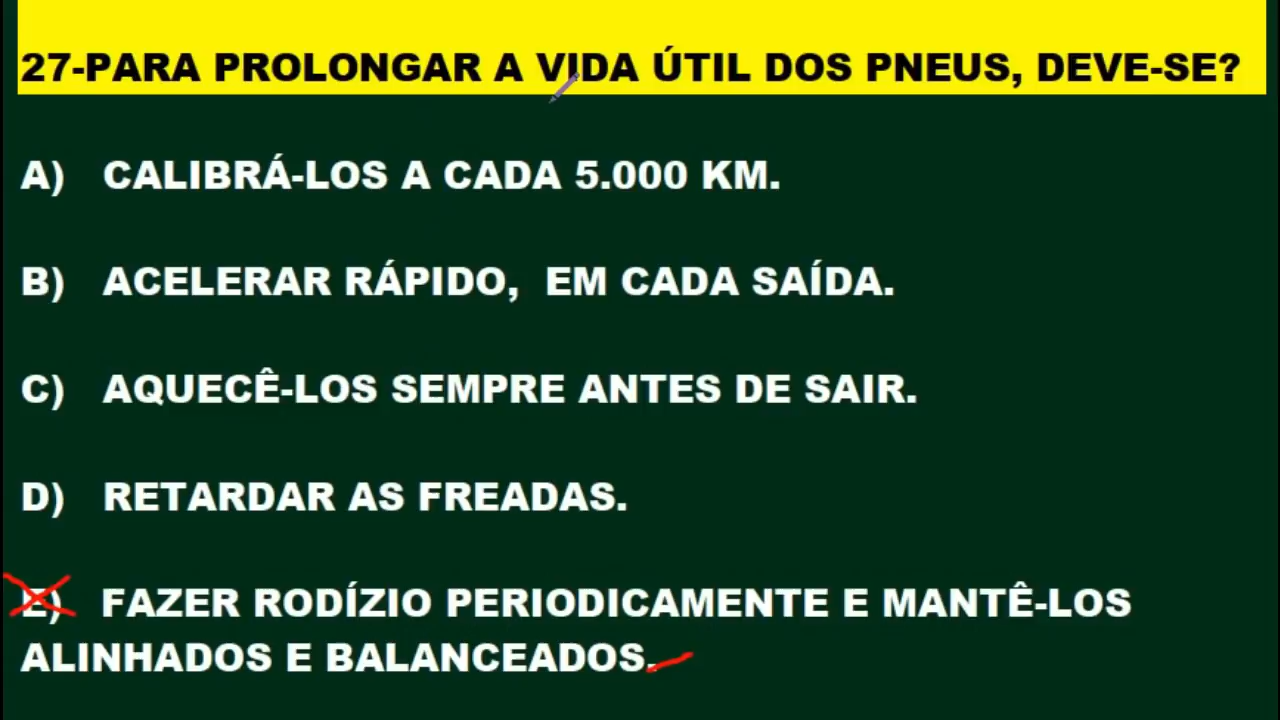 27-PARA PROLONGAR A VIDA ÚTIL DOS PNEUS, DEVE-SE?
A) CALIBRÁ-LOS A CADA 5.000 KM.
B) ACELERAR RÁPIDO, EM CADA SAÍDA.
C) AQUECÊ-LOS SEMPRE ANTES DE SAIR.
D) RETARDAR AS FREADAS.
E) FAZER RODÍZIO PERIODICAMENTE E MANTÊ-LOS
ALINHADOS E BALANCEADOS.